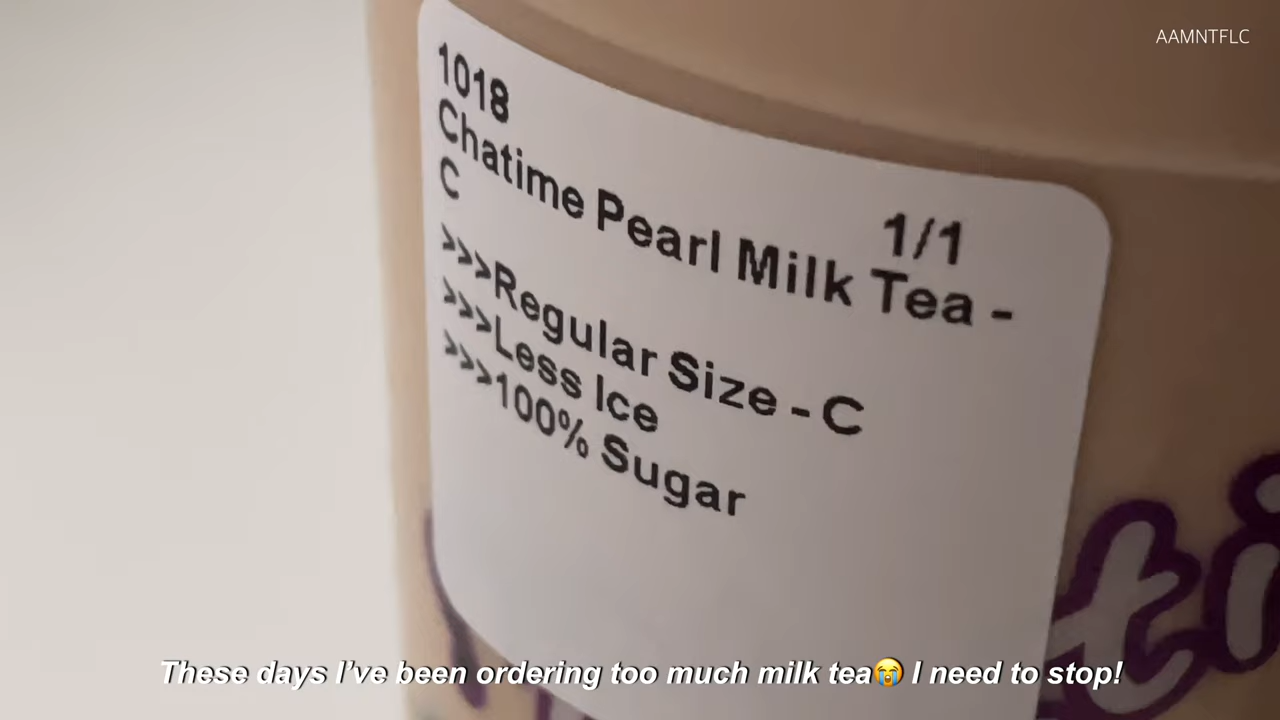 AAMNTFLC
1018
1/1
Chatime Pearl Milk Tea -
C
>>>Regular Size - C
>>>Less Ice
>>>100% Sugar
ti
These days I've been ordering too much milk tea😭 I need to stop!